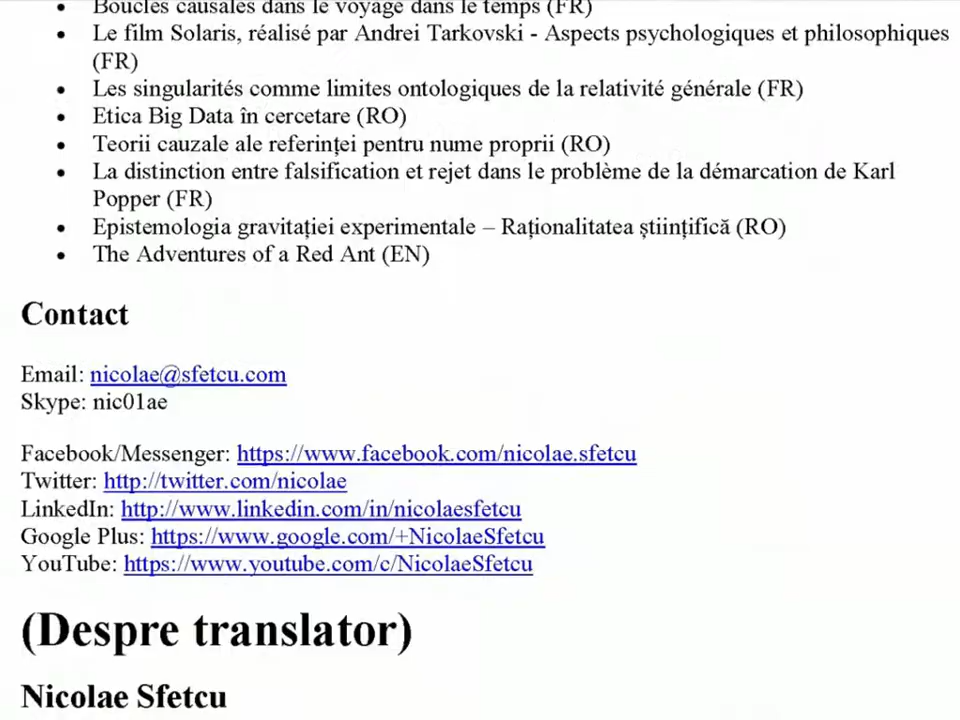 Boucles causales dans le voyage dans le temps (FR)
• Le film Solaris, réalisé par Andrei Tarkovski - Aspects psychologiques et philosophiques
(FR)
• Les singularités comme limites ontologiques de la relativité générale (FR)
• Etica Big Data în cercetare (RO)
• Teorii cauzale ale referinței pentru nume proprii (RO)
• La distinction entre falsification et rejet dans le problème de la démarcation de Karl
Popper (FR)
• Epistemologia gravitației experimentale – Raționalitatea științifică (RO)
• The Adventures of a Red Ant (EN)
Contact
Email: nicolae@sfetcu.com
Skype: nic01ae
Facebook/Messenger: https://www.facebook.com/nicolae.sfetcu
Twitter: http://twitter.com/nicolae
LinkedIn: http://www.linkedin.com/in/nicolaesfetcu
Google Plus: https://www.google.com/+NicolaeSfetcu
YouTube: https://www.youtube.com/c/NicolaeSfetcu
(Despre translator)
Nicolae Sfetcu